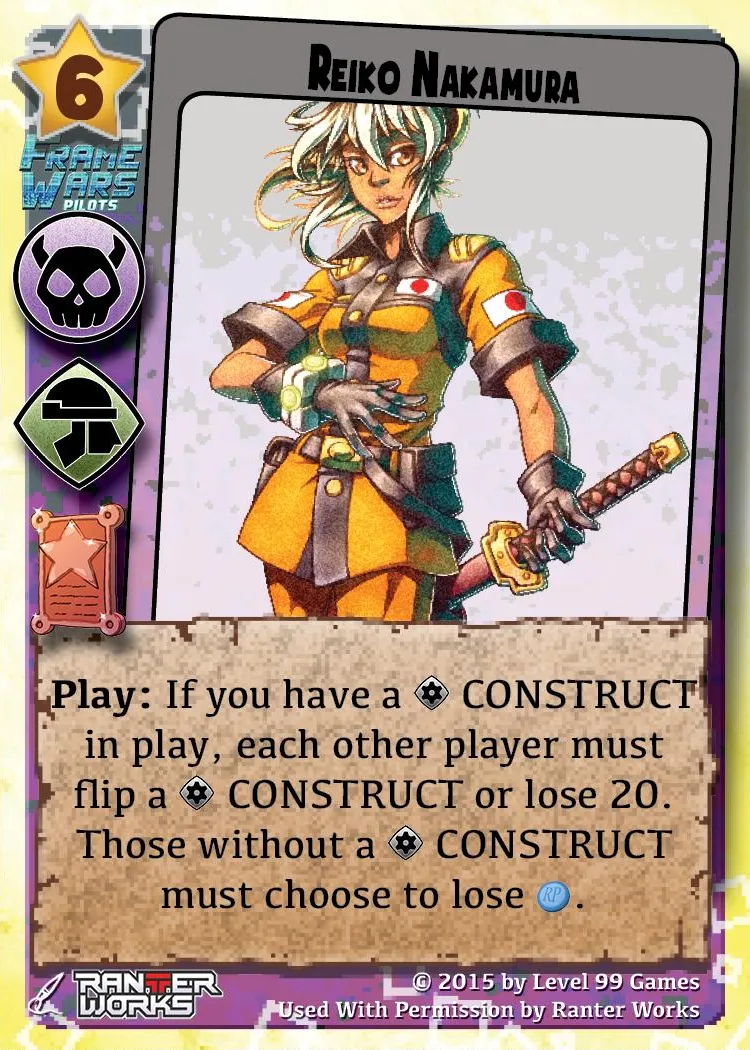 6
REIKO NAKAMURA
FRAME
WARS
PILOTS
Play: If you have a CONSTRUCT
in play, each other player must
flip a CONSTRUCT or lose 20.
Those without a CONSTRUCT
must choose to lose RP.
RANTER
WORKS
© 2015 by Level 99 Games
Used With Permission by Ranter Works